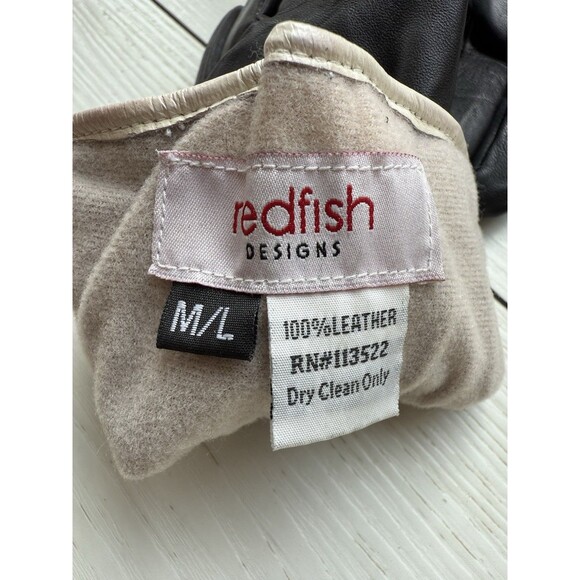 redfish
DESIGNS
M/L
100%LEATHER
RN#113522
Dry Clean Only